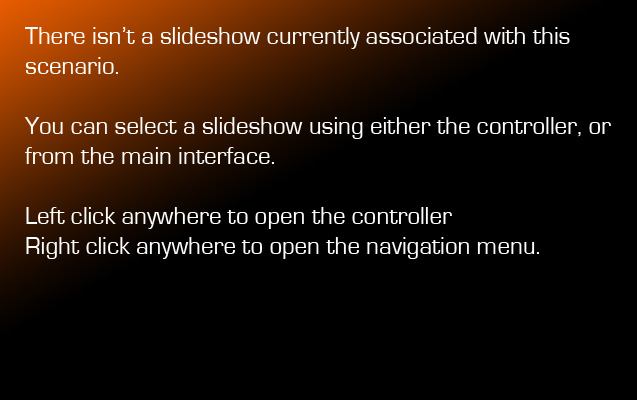 There isn't a slideshow currently associated with this
scenario.
You can select a slideshow using either the controller, or
from the main interface.
Left click anywhere to open the controller
Right click anywhere to open the navigation menu.